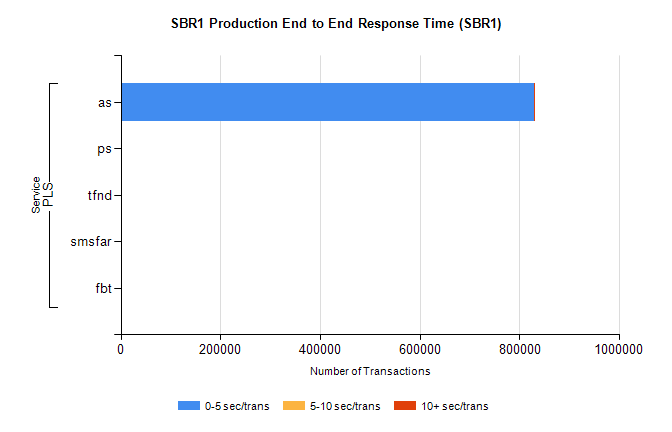 SBR1 Production End to End Response Time (SBR1)
Service
PLS
as
ps
tfnd
smsfar
fbt
0 200000 400000 600000 800000 1000000
Number of Transactions
0-5 sec/trans 5-10 sec/trans 10+ sec/trans